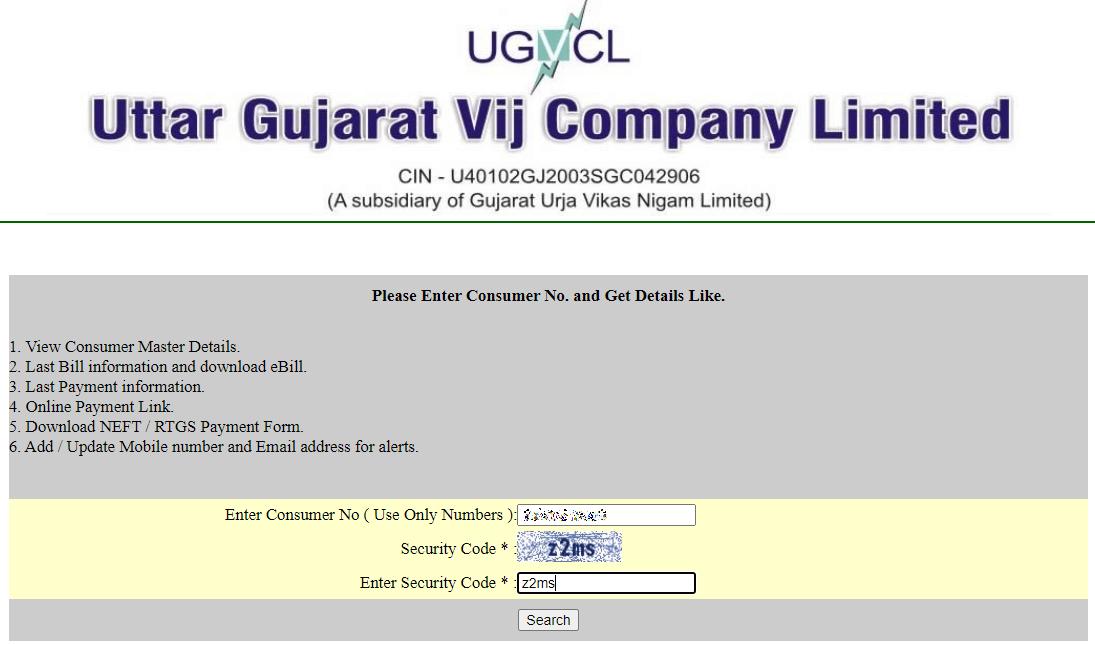 UGVCL
Uttar Gujarat Vij Company Limited
CIN - U40102GJ2003SGC042906
(A subsidiary of Gujarat Urja Vikas Nigam Limited)
Please Enter Consumer No. and Get Details Like.
1. View Consumer Master Details.
2. Last Bill information and download eBill.
3. Last Payment information.
4. Online Payment Link.
5. Download NEFT / RTGS Payment Form.
6. Add / Update Mobile number and Email address for alerts.
Enter Consumer No ( Use Only Numbers ):
Security Code * : z2ms
Enter Security Code * : z2ms
Search